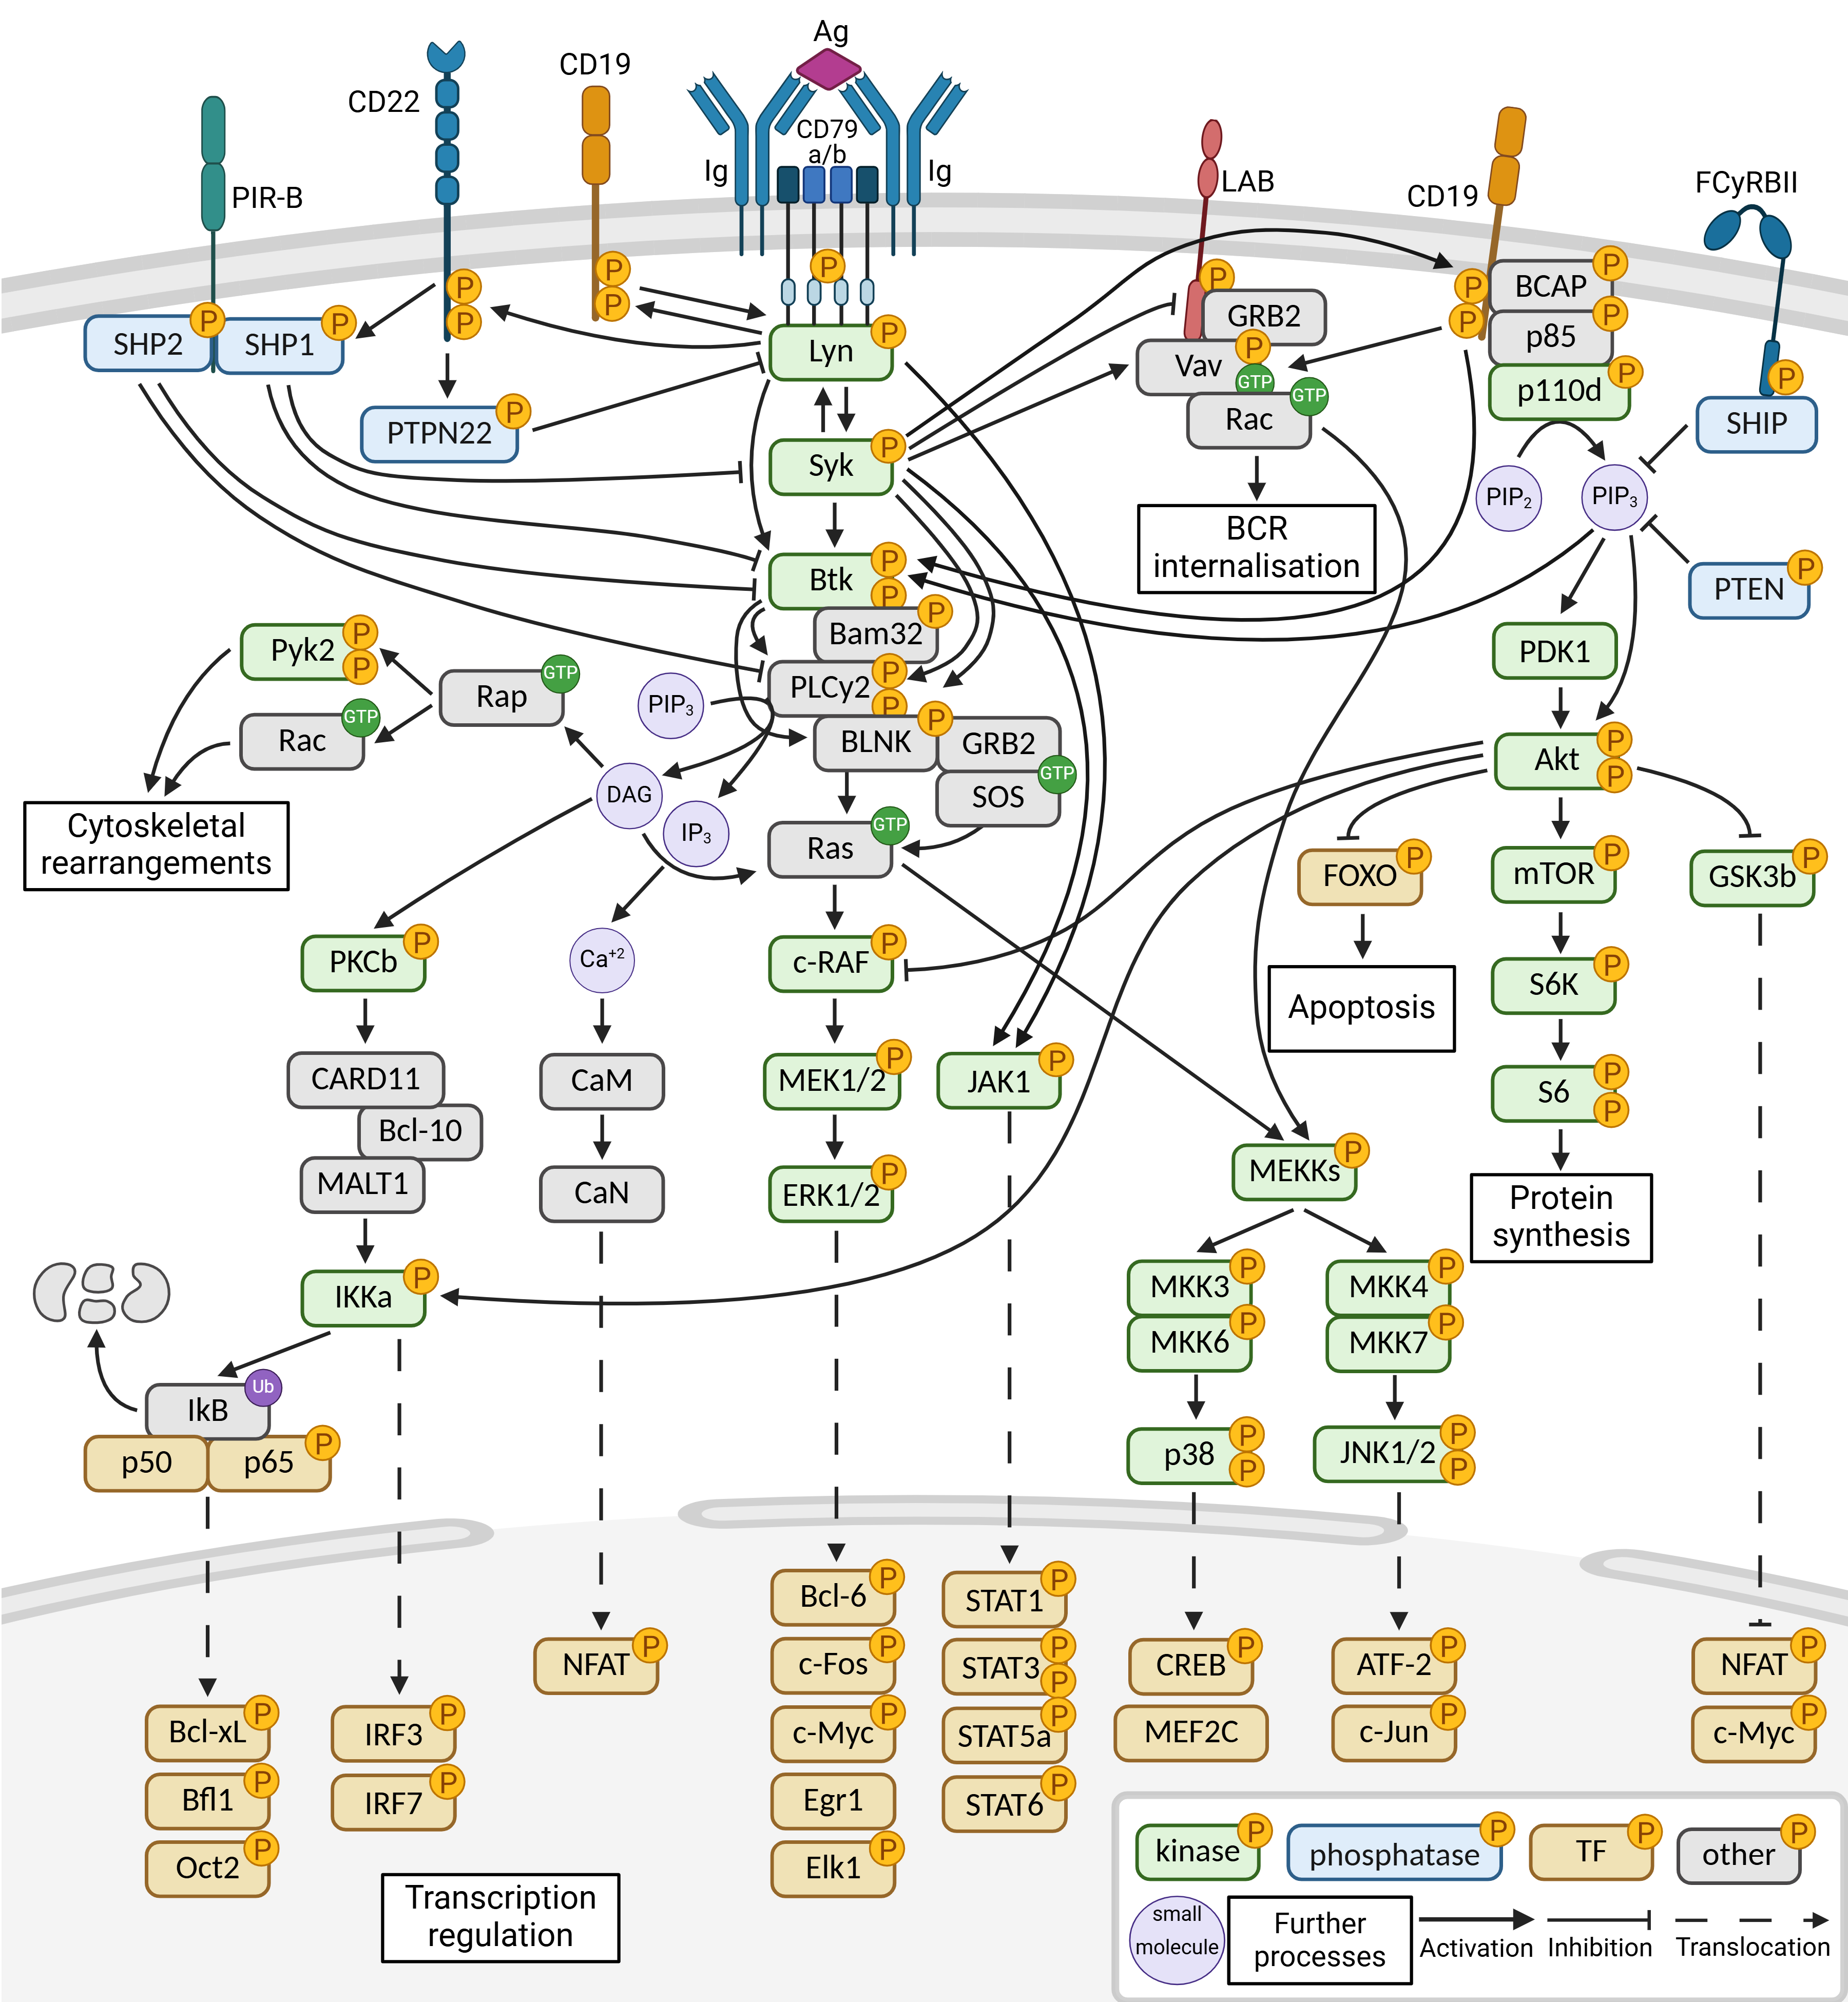 Ag
CD19
CD22
CD79
a/b
PIR-B
Ig
Ig
LAB
CD19
FCyRBII
P
P
P
P
P
P
P
P
P
P
BCAP
P
SHP2
P
SHP1
P
Lyn
P
GRB2
Vav
P
GTP
p85
P
p110d
P
P
SHIP
Rac
GTP
PTPN22
P
Syk
P
PIP2
PIP3
BCR
internalisation
Btk
P
P
PTEN
P
Bam32
P
Pyk2
P
P
PDK1
Rap
GTP
PIP3
PLCy2
P
P
Rac
GTP
BLNK
P
GRB2
SOS
GTP
Akt
P
P
DAG
IP3
Cytoskeletal
rearrangements
Ras
GTP
FOXO
P
mTOR
P
GSK3b
P
PKCb
P
Ca+2
c-RAF
P
Apoptosis
S6K
P
CARD11
Bcl-10
MALT1
CaM
MEK1/2
P
JAK1
P
S6
P
P
CaN
ERK1/2
P
MEKKs
P
Protein
synthesis
IKKa
P
MKK3
P
MKK6
P
MKK4
P
MKK7
P
IkB
Ub
p50
p65
P
p38
P
P
JNK1/2
P
P
Bcl-6
P
STAT1
P
NFAT
P
c-Fos
P
STAT3
P
P
CREB
P
ATF-2
P
NFAT
P
Bcl-xL
P
IRF3
P
c-Myc
P
STAT5a
P
MEF2C
c-Jun
P
c-Myc
P
Bfl1
P
IRF7
P
Egr1
STAT6
P
Oct2
P
Elk1
P
Transcription
regulation
kinase
P
phosphatase
P
TF
P
other
P
small
molecule
Further
processes
Activation
Inhibition
Translocation